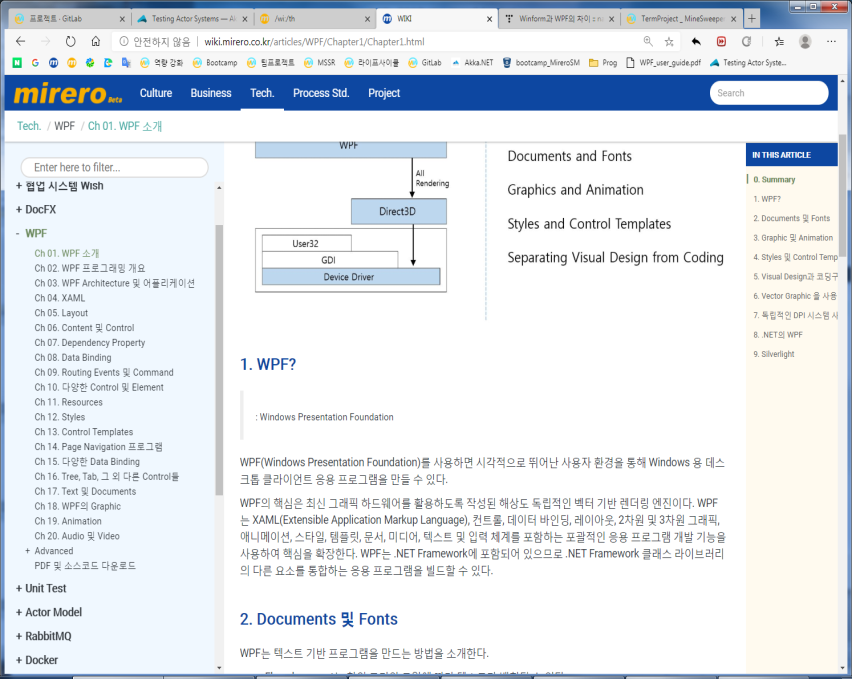 프로젝트 · GitLab
Testing Actor Systems — Al
/wi/th
WIKI
Winform과 WPF의 차이 :: n
TermProject _ MineSweeper
안전하지 않음
wiki.mirero.co.kr/articles/WPF/Chapter1/Chapter1.html
역량 강화
Bootcamp
팀프로젝트
MSSR
라이프사이클
GitLab
Akka.NET
bootcamp_MireroSM
Prog
WPF_user_guide.pdf
Testing Actor Syste...
mirero Beta
Culture
Business
Tech.
Process Std.
Project
Search
Tech. / WPF / Ch 01. WPF 소개
Enter here to filter...
+ 협업 시스템 Wish
+ DocFX
- WPF
Ch 01. WPF 소개
Ch 02. WPF 프로그래밍 개요
Ch 03. WPF Architecture 및 어플리케이션
Ch 04. XAML
Ch 05. Layout
Ch 06. Content 및 Control
Ch 07. Dependency Property
Ch 08. Data Binding
Ch 09. Routing Events 및 Command
Ch 10. 다양한 Control 및 Element
Ch 11. Resources
Ch 12. Styles
Ch 13. Control Templates
Ch 14. Page Navigation 프로그램
Ch 15. 다양한 Data Binding
Ch 16. Tree, Tab, 그 외 다른 Control들
Ch 17. Text 및 Documents
Ch 18. WPF의 Graphic
Ch 19. Animation
Ch 20. Audio 및 Video
+ Advanced
PDF 및 소스코드 다운로드
+ Unit Test
+ Actor Model
+ RabbitMQ
+ Docker
WPF
All
Rendering
Direct3D
User32
GDI
Device Driver
Documents and Fonts
Graphics and Animation
Styles and Control Templates
Separating Visual Design from Coding
1. WPF?
: Windows Presentation Foundation
WPF(Windows Presentation Foundation)를 사용하면 시각적으로 뛰어난 사용자 환경을 통해 Windows 용 데스
크톱 클라이언트 응용 프로그램을 만들 수 있다.
WPF의 핵심은 최신 그래픽 하드웨어를 활용하도록 작성된 해상도 독립적인 벡터 기반 렌더링 엔진이다. WPF
는 XAML(Extensible Application Markup Language), 컨트롤, 데이터 바인딩, 레이아웃, 2차원 및 3차원 그래픽,
애니메이션, 스타일, 템플릿, 문서, 미디어, 텍스트 및 입력 체계를 포함하는 포괄적인 응용 프로그램 개발 기능을
사용하여 핵심을 확장한다. WPF는 .NET Framework에 포함되어 있으므로 .NET Framework 클래스 라이브러리
의 다른 요소를 통합하는 응용 프로그램을 빌드할 수 있다.
2. Documents 및 Fonts
WPF는 텍스트 기반 프로그램을 만드는 방법을 소개한다.
IN THIS ARTICLE
0. Summary
1. WPF?
2. Documents 및 Fonts
3. Graphic 및 Animation
4. Styles 및 Control Temp
5. Visual Design과 코딩구
6. Vector Graphic 을 사용
7. 독립적인 DPI 시스템 사
8. .NET의 WPF
9. Silverlight